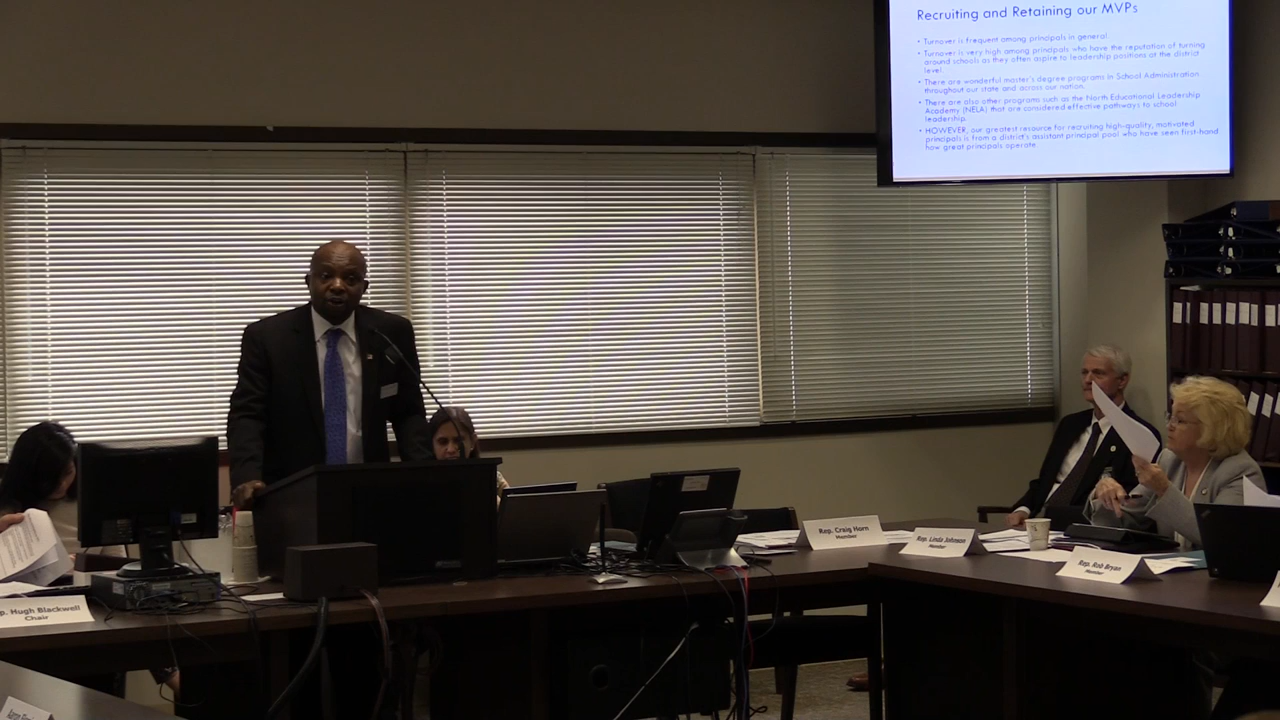 Recruiting and Retaining our MVPs
• Turnover is frequent among principals in general.
• Turnover is very high among principals who have the reputation of turning
around schools as they often aspire to leadership positions at the district
level.
• There are wonderful master's degree programs in School Administration
throughout our state and across our nation.
• There are also other programs such as the North Educational Leadership
Academy (NELA) that are considered effective pathways to school
leadership.
• HOWEVER, our greatest resource for recruiting high-quality, motivated
principals is from a district's assistant principal pool who have seen first-hand
how great principals operate.
Rep. Craig Horn
Member
Rep. Linda Johnson
Member
Rep. Rob Bryan
Member
p. Hugh Blackwell
Chair